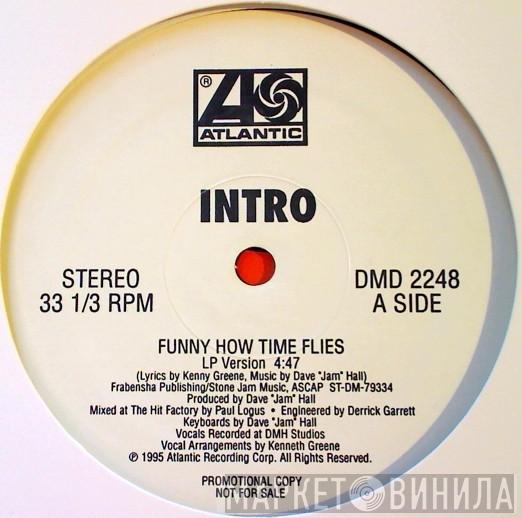 ®
ATLANTIC
INTRO
STEREO
33 1/3 RPM
DMD 2248
A SIDE
FUNNY HOW TIME FLIES
LP Version 4:47
(Lyrics by Kenny Greene, Music by Dave "Jam" Hall)
Frabensha Publishing/Stone Jam Music, ASCAP ST-DM-79334
Produced by Dave "Jam" Hall
Mixed at The Hit Factory by Paul Logus • Engineered by Derrick Garrett
Keyboards by Dave "Jam" Hall
Vocals Recorded at DMH Studios
Vocal Arrangements by Kenneth Greene
℗ 1995 Atlantic Recording Corp. All Rights Reserved.
PROMOTIONAL COPY
NOT FOR SALE
МАРКЕТ ВИНИЛА